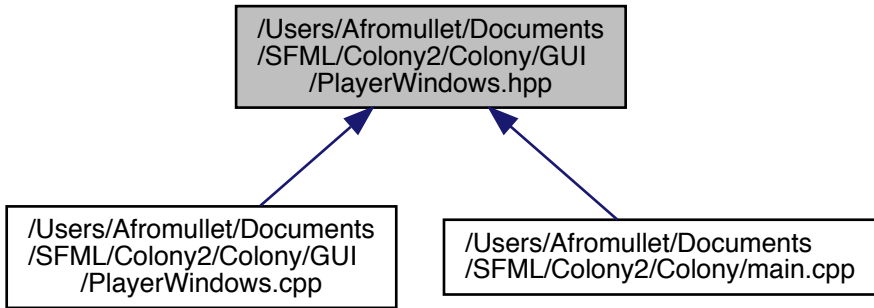 /Users/Afromullet/Documents
/SFML/Colony2/Colony/GUI
/PlayerWindows.hpp
/Users/Afromullet/Documents
/SFML/Colony2/Colony/GUI
/PlayerWindows.cpp
/Users/Afromullet/Documents
/SFML/Colony2/Colony/main.cpp